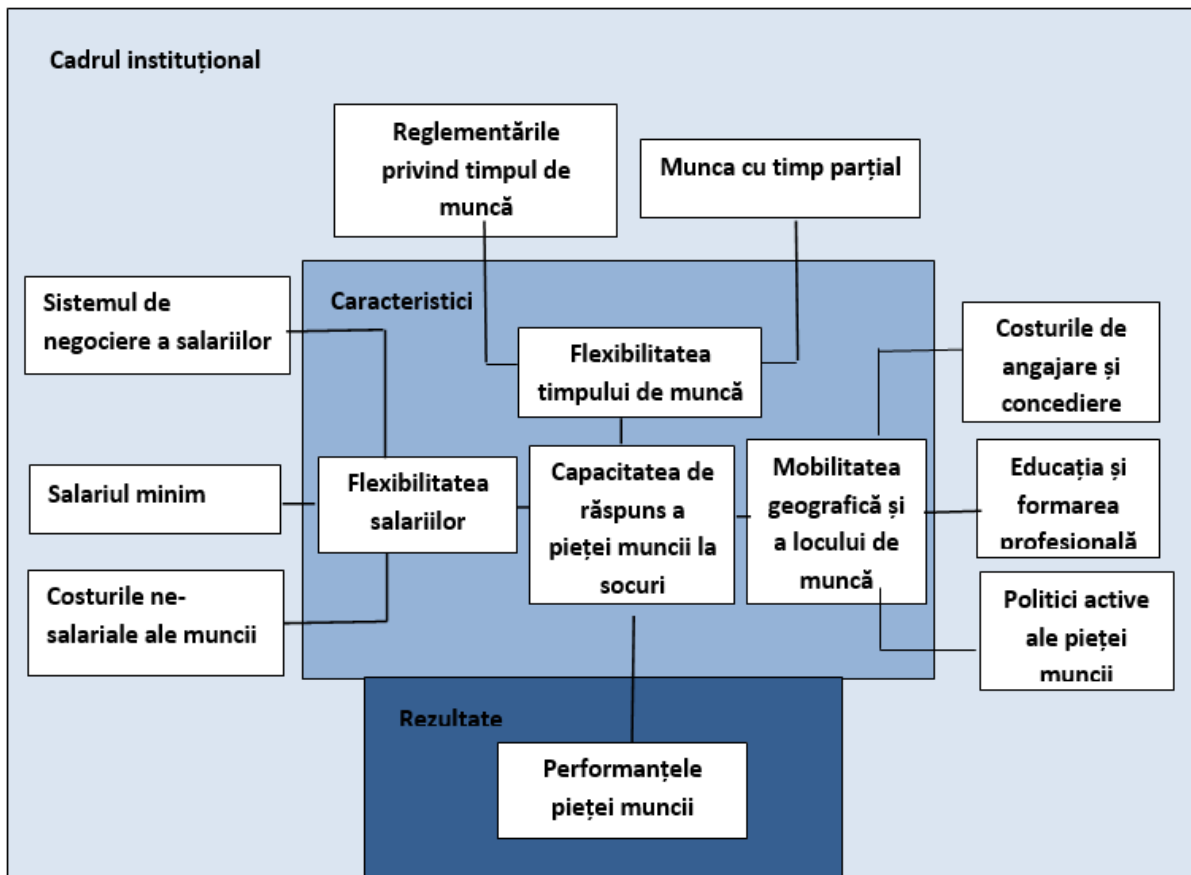 Cadrul instituțional
Reglementările
privind timpul de
muncă
Munca cu timp parțial
Sistemul de
negociere a salariilor
Caracteristici
Flexibilitatea
timpului de muncă
Costurile de
angajare și
concediere
Salariul minim
Flexibilitatea
salariilor
Capacitatea de
răspuns a
pieței muncii la
socuri
Mobilitatea
geografică și
a locului de
muncă
Educația și
formarea
profesională
Costurile ne-
salariale ale muncii
Politici active
ale pieței
muncii
Rezultate
Performanțele
pieței muncii